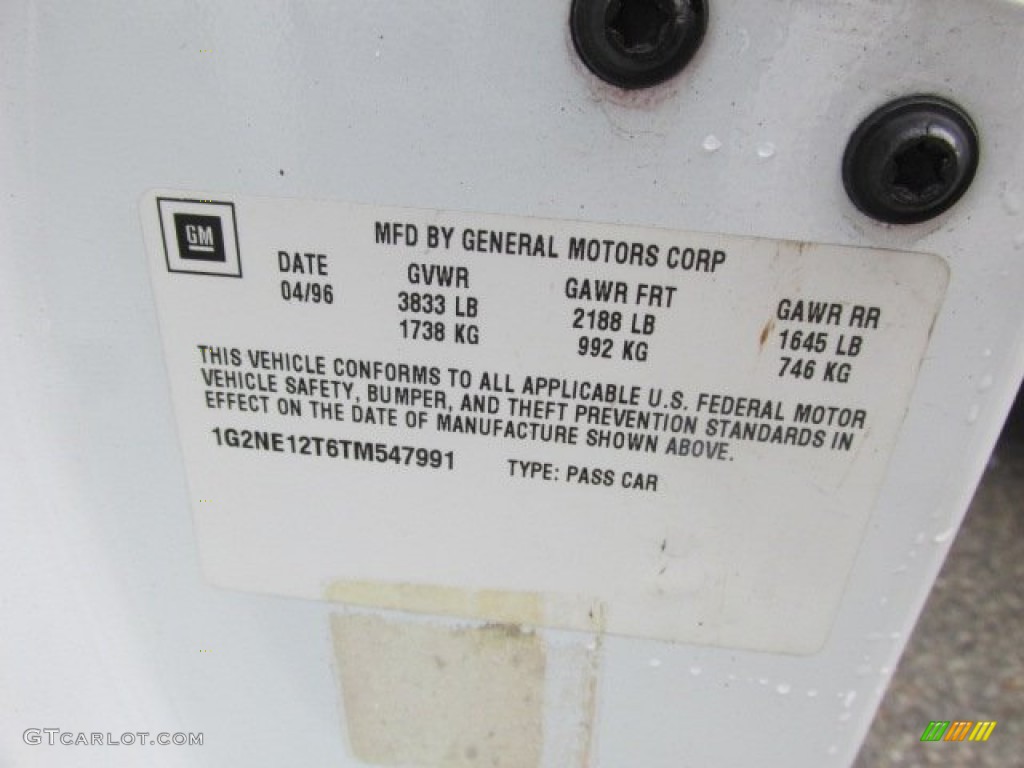 GM
MFD BY GENERAL MOTORS CORP
DATE GVWR GAWR FRT GAWR RR
04/96 3833 LB 2188 LB 1645 LB
1738 KG 992 KG 746 KG
THIS VEHICLE CONFORMS TO ALL APPLICABLE U.S. FEDERAL MOTOR
VEHICLE SAFETY, BUMPER, AND THEFT PREVENTION STANDARDS IN
EFFECT ON THE DATE OF MANUFACTURE SHOWN ABOVE.
1G2NE12T6TM547991 TYPE: PASS CAR
GTCARLOT.COM